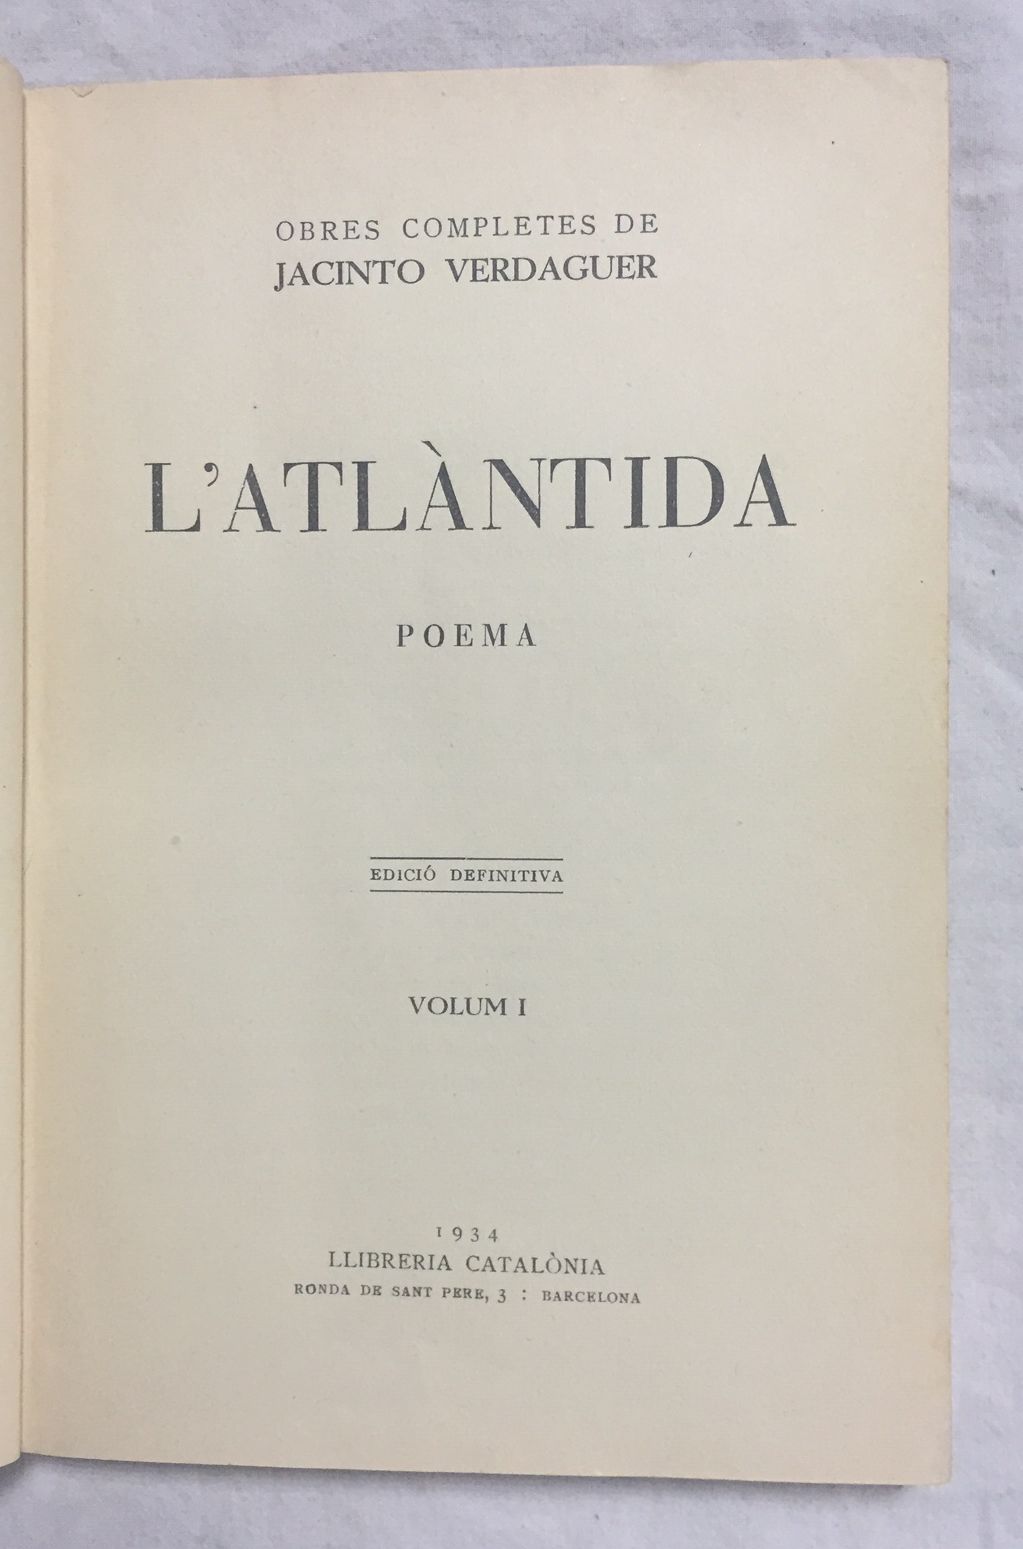 OBRES COMPLETES DE
JACINTO VERDAGUER
L'ATLÀNTIDA
POEMA
EDICIÓ DEFINITIVA
VOLUM I
1934
LLIBRERIA CATALÒNIA
RONDA DE SANT PERE, 3 : BARCELONA